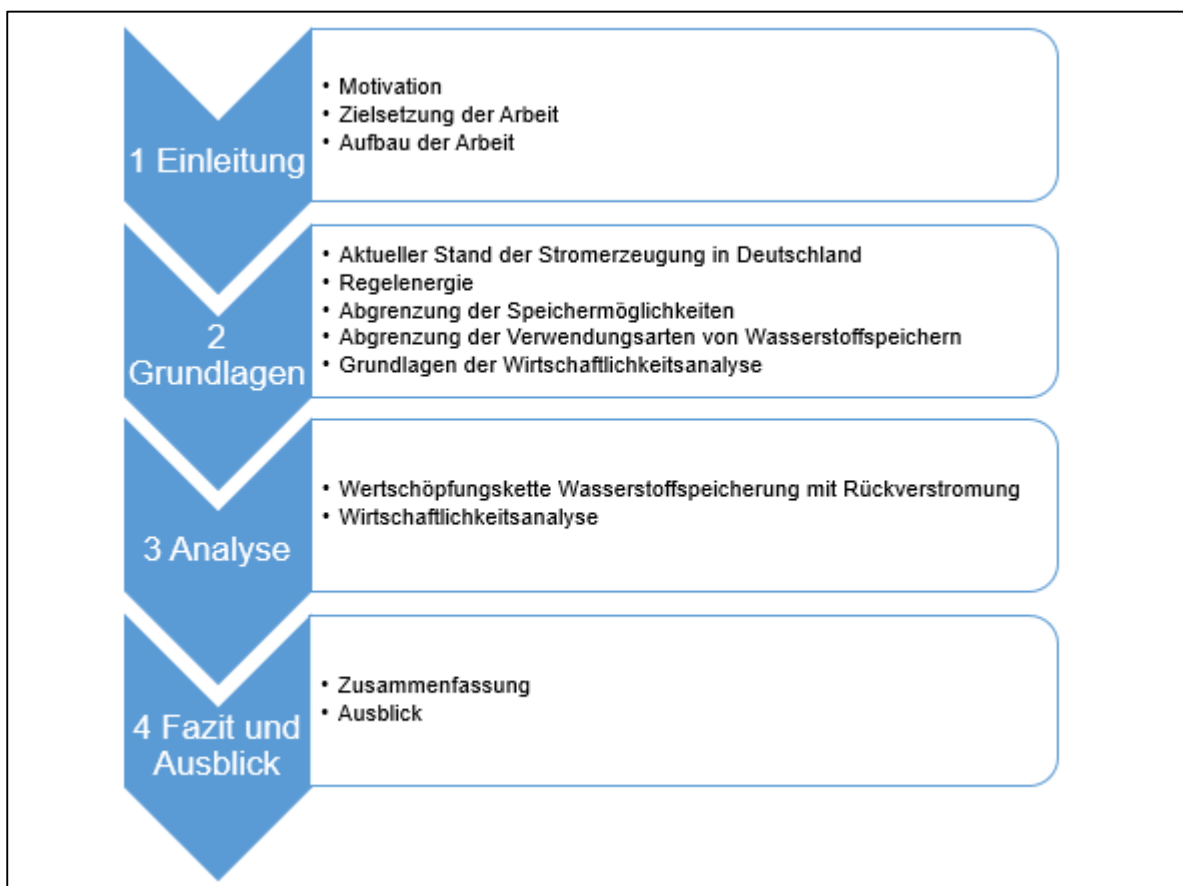 1 Einleitung
• Motivation
• Zielsetzung der Arbeit
• Aufbau der Arbeit
2
Grundlagen
• Aktueller Stand der Stromerzeugung in Deutschland
• Regelenergie
• Abgrenzung der Speichermöglichkeiten
• Abgrenzung der Verwendungsarten von Wasserstoffspeichern
• Grundlagen der Wirtschaftlichkeitsanalyse
3 Analyse
• Wertschöpfungskette Wasserstoffspeicherung mit Rückverstromung
• Wirtschaftlichkeitsanalyse
4 Fazit und
Ausblick
• Zusammenfassung
• Ausblick